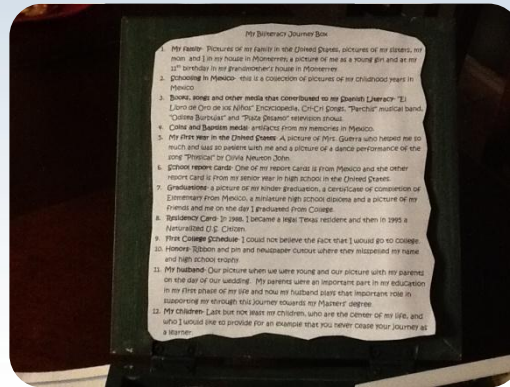 My Biliteracy Journey Box
1. My family- Pictures of my family in the United States, pictures of my sisters, my
mom and I in my house in Monterrey, a picture of me as a young girl and at my
11th birthday in my grandmother's house in Monterrey.
2. Schooling in Mexico- this is a collection of pictures of my childhood years in
Mexico
3. Books, songs and other media that contributed to my Spanish Literacy- "El
Libro de Oro de los Niños" Encyclopedia, Cri-Cri Songs, "Parchis" musical band,
"Odisea Burbujas" and "Plaza Sesamo" television shows.
4. Coins and Baptism medal- artifacts from my memories in Mexico.
5. My first year in the United States- A picture of Mrs. Guerra who helped me so
much and was so patient with me and a picture of a dance performance of the
song "Physical" by Olivia Newton John.
6. School report cards- One of my report cards is from Mexico and the other
report card is from my senior year in high school in the United States.
7. Graduations- a picture of my kinder graduation, a certificate of completion of
Elementary from Mexico, a miniature high school diploma and a picture of my
friends and me on the day I graduated from College.
8. Residency Card- In 1988, I became a legal Texas resident and then in 1995 a
Naturalized U.S. Citizen.
9. First College Schedule- I could not believe the fact that I would go to college.
10. Honors- Ribbon and pin and newspaper cutout where they misspelled my name
and high school trophy.
11. My husband- Our picture when we were young and our picture with my parents
on the day of our wedding. My parents were an important part in my education
in my first phase of my life and now my husband plays that important role in
supporting my through this journey towards my Masters' degree.
12. My children- Last but not least my children, who are the center of my life, and
who I would like to provide for an example that you never cease your journey as
a learner.